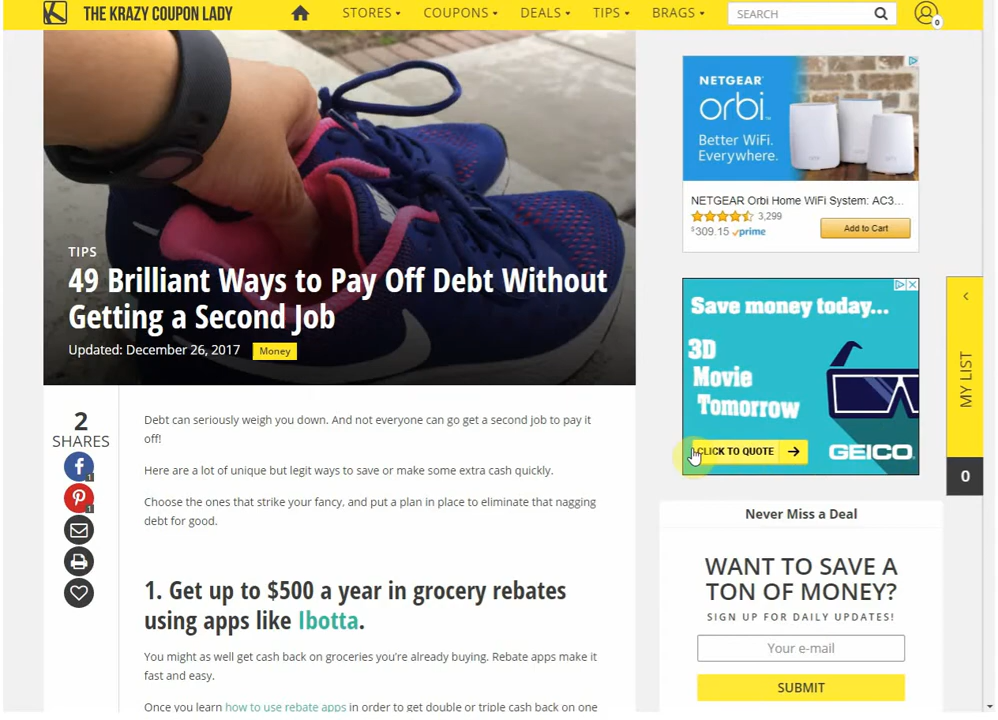 THE KRAZY COUPON LADY
STORES
COUPONS
DEALS
TIPS
BRAGS
SEARCH
0
TIPS
49 Brilliant Ways to Pay Off Debt Without
Getting a Second Job
Updated: December 26, 2017
Money
2
SHARES
1
1
Debt can seriously weigh you down. And not everyone can go get a second job to pay it
off!
Here are a lot of unique but legit ways to save or make some extra cash quickly.
Choose the ones that strike your fancy, and put a plan in place to eliminate that nagging
debt for good.
1. Get up to $500 a year in grocery rebates
using apps like Ibotta.
You might as well get cash back on groceries you're already buying. Rebate apps make it
fast and easy.
Once you learn how to use rebate apps in order to get double or triple cash back on one
NETGEAR
orbi
Better WiFi.
Everywhere.
NETGEAR Orbi Home WiFi System: AC3...
3,299
$309.15 prime
Add to Cart
Save money today...
3D
Movie
Tomorrow
CLICK TO QUOTE
GEICO
MY LIST
0
Never Miss a Deal
WANT TO SAVE A
TON OF MONEY?
SIGN UP FOR DAILY UPDATES!
Your e-mail
SUBMIT